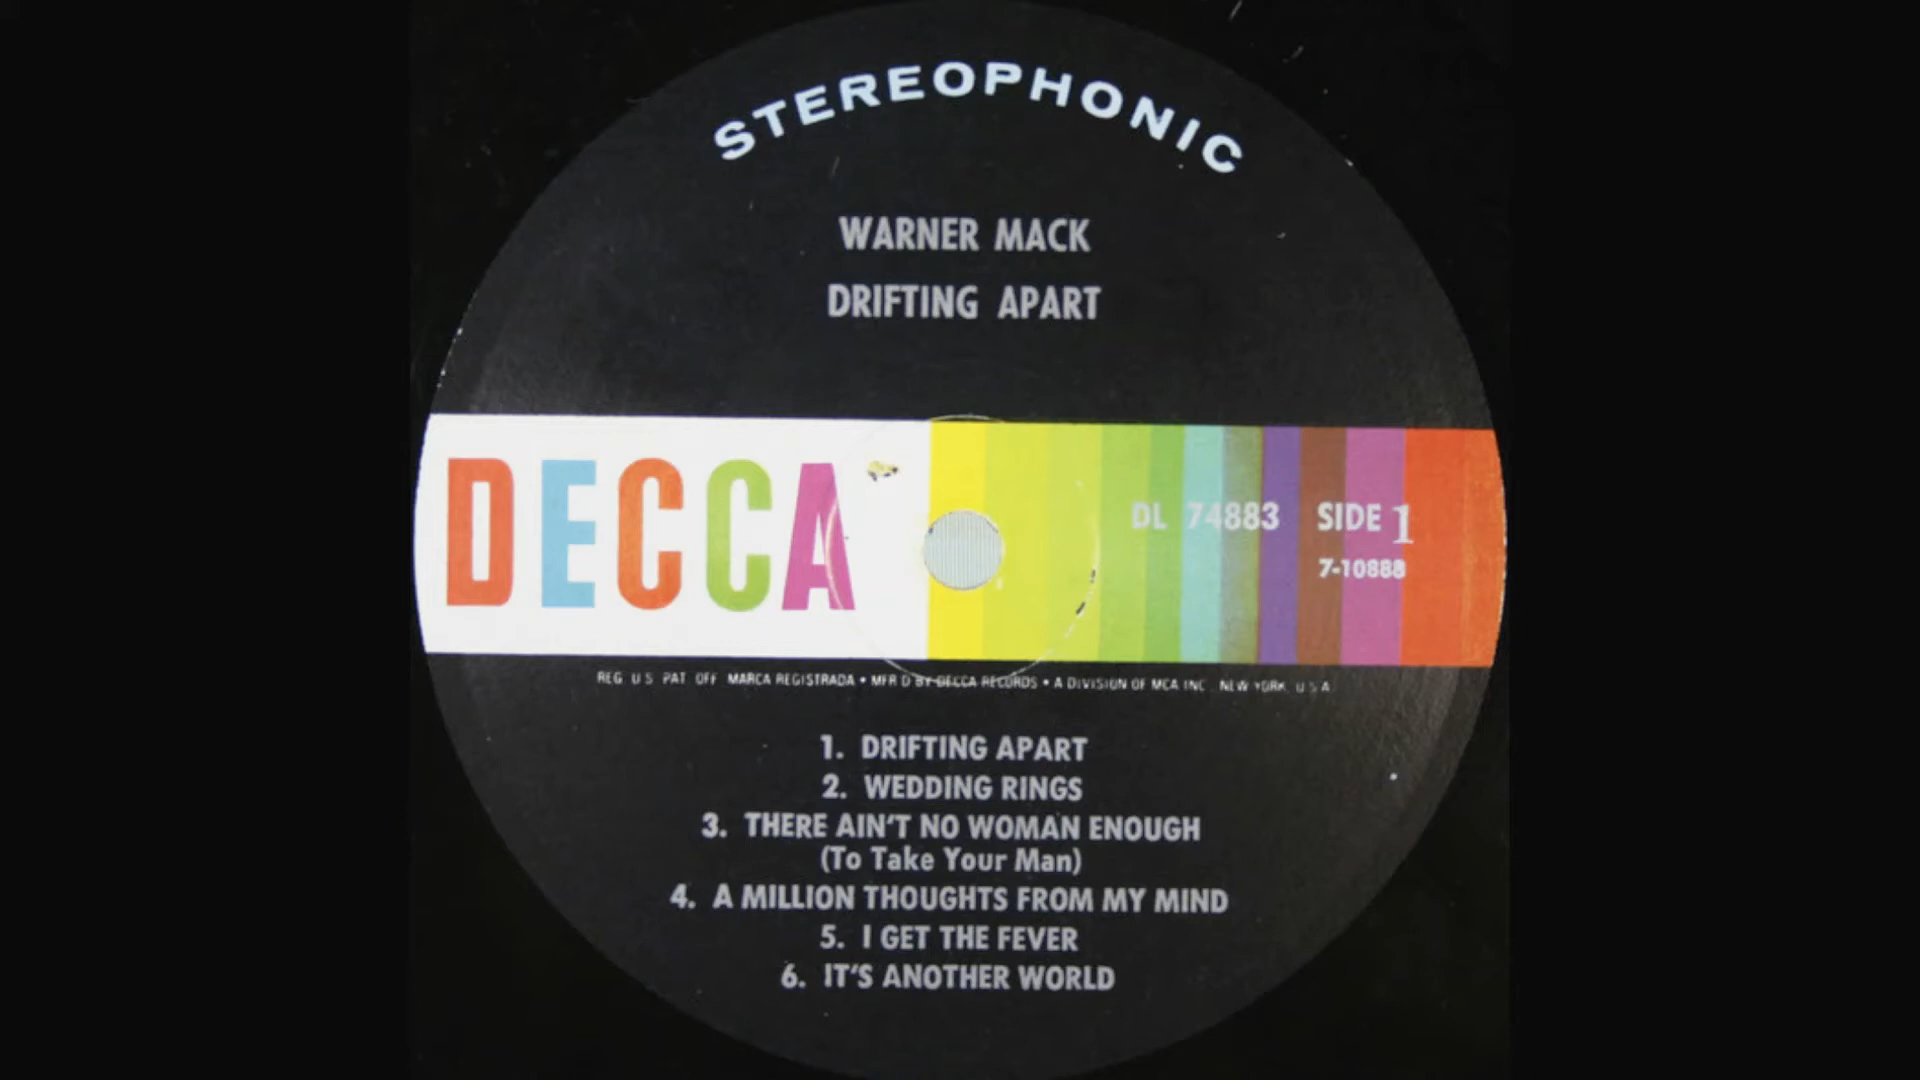 STEREOPHONIC
WARNER MACK
DRIFTING APART
DECCA
DL 74883 SIDE 1
7-10888
REG. U.S. PAT. OFF. MARCA REGISTRADA • MFR'D BY DECCA RECORDS • A DIVISION OF MCA INC., NEW YORK, U.S.A.
1. DRIFTING APART
2. WEDDING RINGS
3. THERE AIN'T NO WOMAN ENOUGH
(To Take Your Man)
4. A MILLION THOUGHTS FROM MY MIND
5. I GET THE FEVER
6. IT'S ANOTHER WORLD